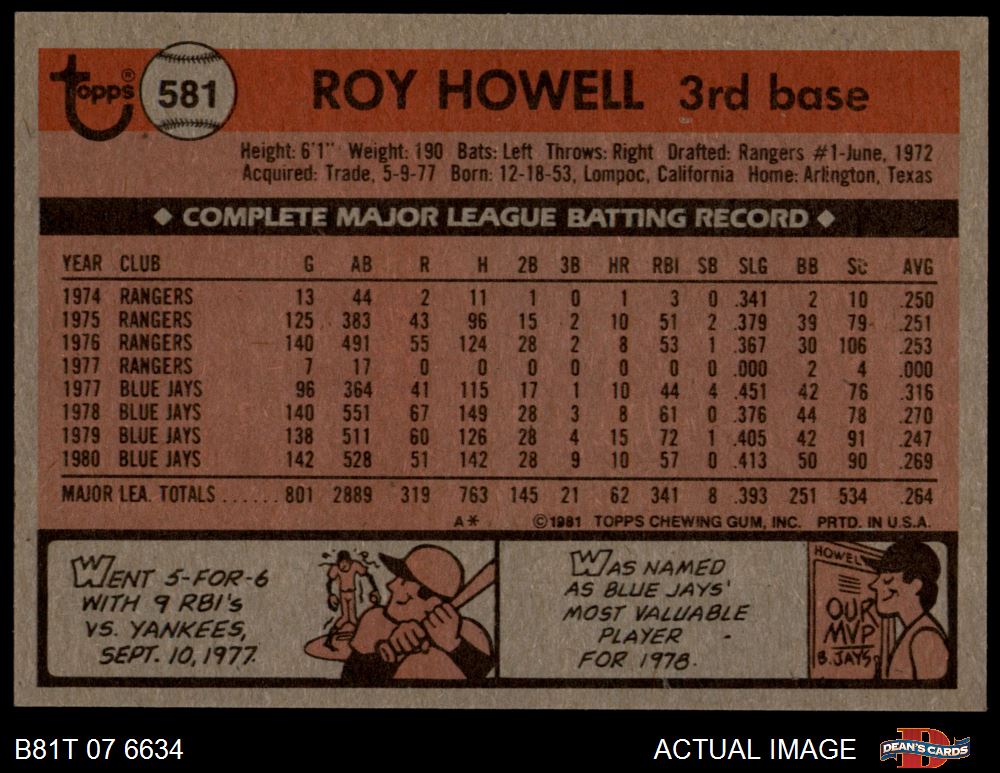 topps® 581 ROY HOWELL 3rd base
Height: 6'1" Weight: 190 Bats: Left Throws: Right Drafted: Rangers #1-June, 1972
Acquired: Trade, 5-9-77 Born: 12-18-53, Lompoc, California Home: Arlington, Texas
◆ COMPLETE MAJOR LEAGUE BATTING RECORD ◆
YEAR CLUB G AB R H 2B 3B HR RBI SB SLG BB SO AVG
1974 RANGERS 13 44 2 11 1 0 1 3 0 .341 2 10 .250
1975 RANGERS 125 383 43 96 15 2 10 51 2 .379 39 79 .251
1976 RANGERS 140 491 55 124 28 2 8 53 1 .367 30 106 .253
1977 RANGERS 7 17 0 0 0 0 0 0 0 .000 2 4 .000
1977 BLUE JAYS 96 364 41 115 17 1 10 44 4 .451 42 76 .316
1978 BLUE JAYS 140 551 67 149 28 3 8 61 0 .376 44 78 .270
1979 BLUE JAYS 138 511 60 126 28 4 15 72 1 .405 42 91 .247
1980 BLUE JAYS 142 528 51 142 28 9 10 57 0 .413 50 90 .269
MAJOR LEA. TOTALS ...... 801 2889 319 763 145 21 62 341 8 .393 251 534 .264
A* ©1981 TOPPS CHEWING GUM, INC. PRTD. IN U.S.A.
WENT 5-FOR-6
WITH 9 RBI'S
VS. YANKEES,
SEPT. 10, 1977.
WAS NAMED
AS BLUE JAYS'
MOST VALUABLE
PLAYER
FOR 1978.
HOWEL
OUR
MVP
B. JAYS
B81T 07 6634 ACTUAL IMAGE DEAN'S CARDS